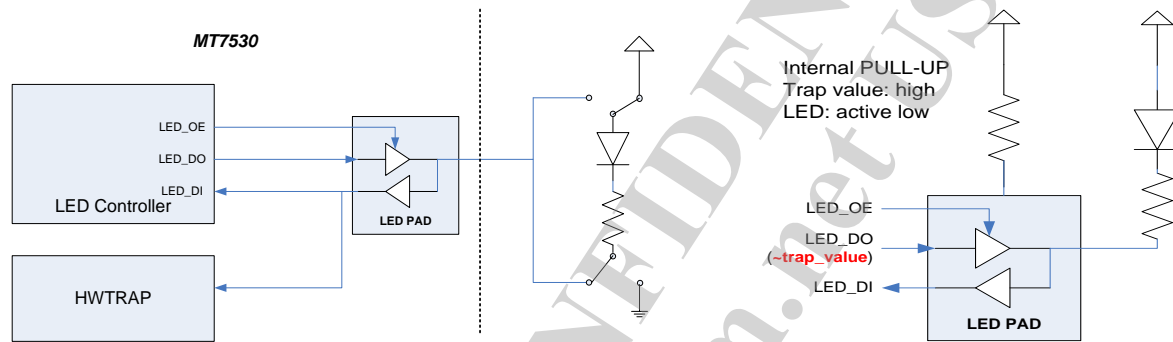 MT7530
LED_OE
LED_DO
LED_DI
LED Controller
LED PAD
HWTRAP
Internal PULL-UP
Trap value: high
LED: active low
LED_OE
LED_DO
(~trap_value)
LED_DI
LED PAD